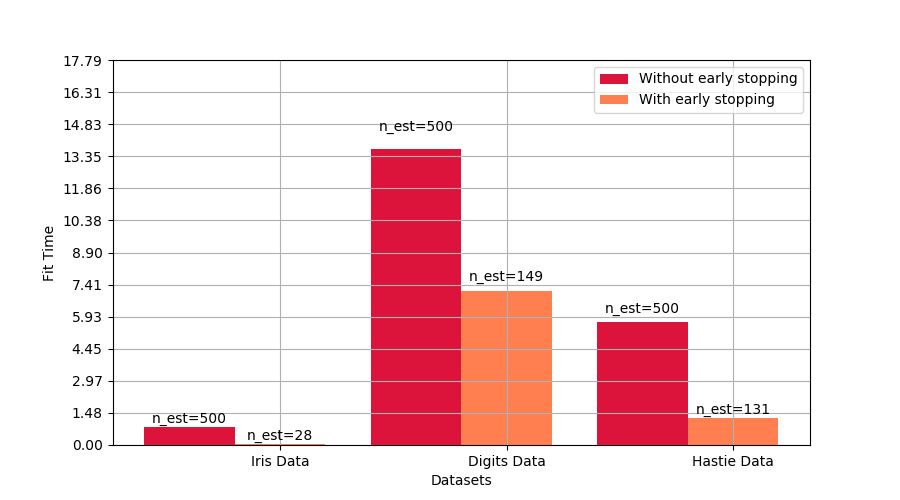 17.79
16.31
14.83
13.35
11.86
10.38
8.90
7.41
5.93
4.45
2.97
1.48
0.00
Fit Time
Without early stopping
With early stopping
n_est=500
n_est=28
n_est=500
n_est=149
n_est=500
n_est=131
Iris Data
Digits Data
Hastie Data
Datasets